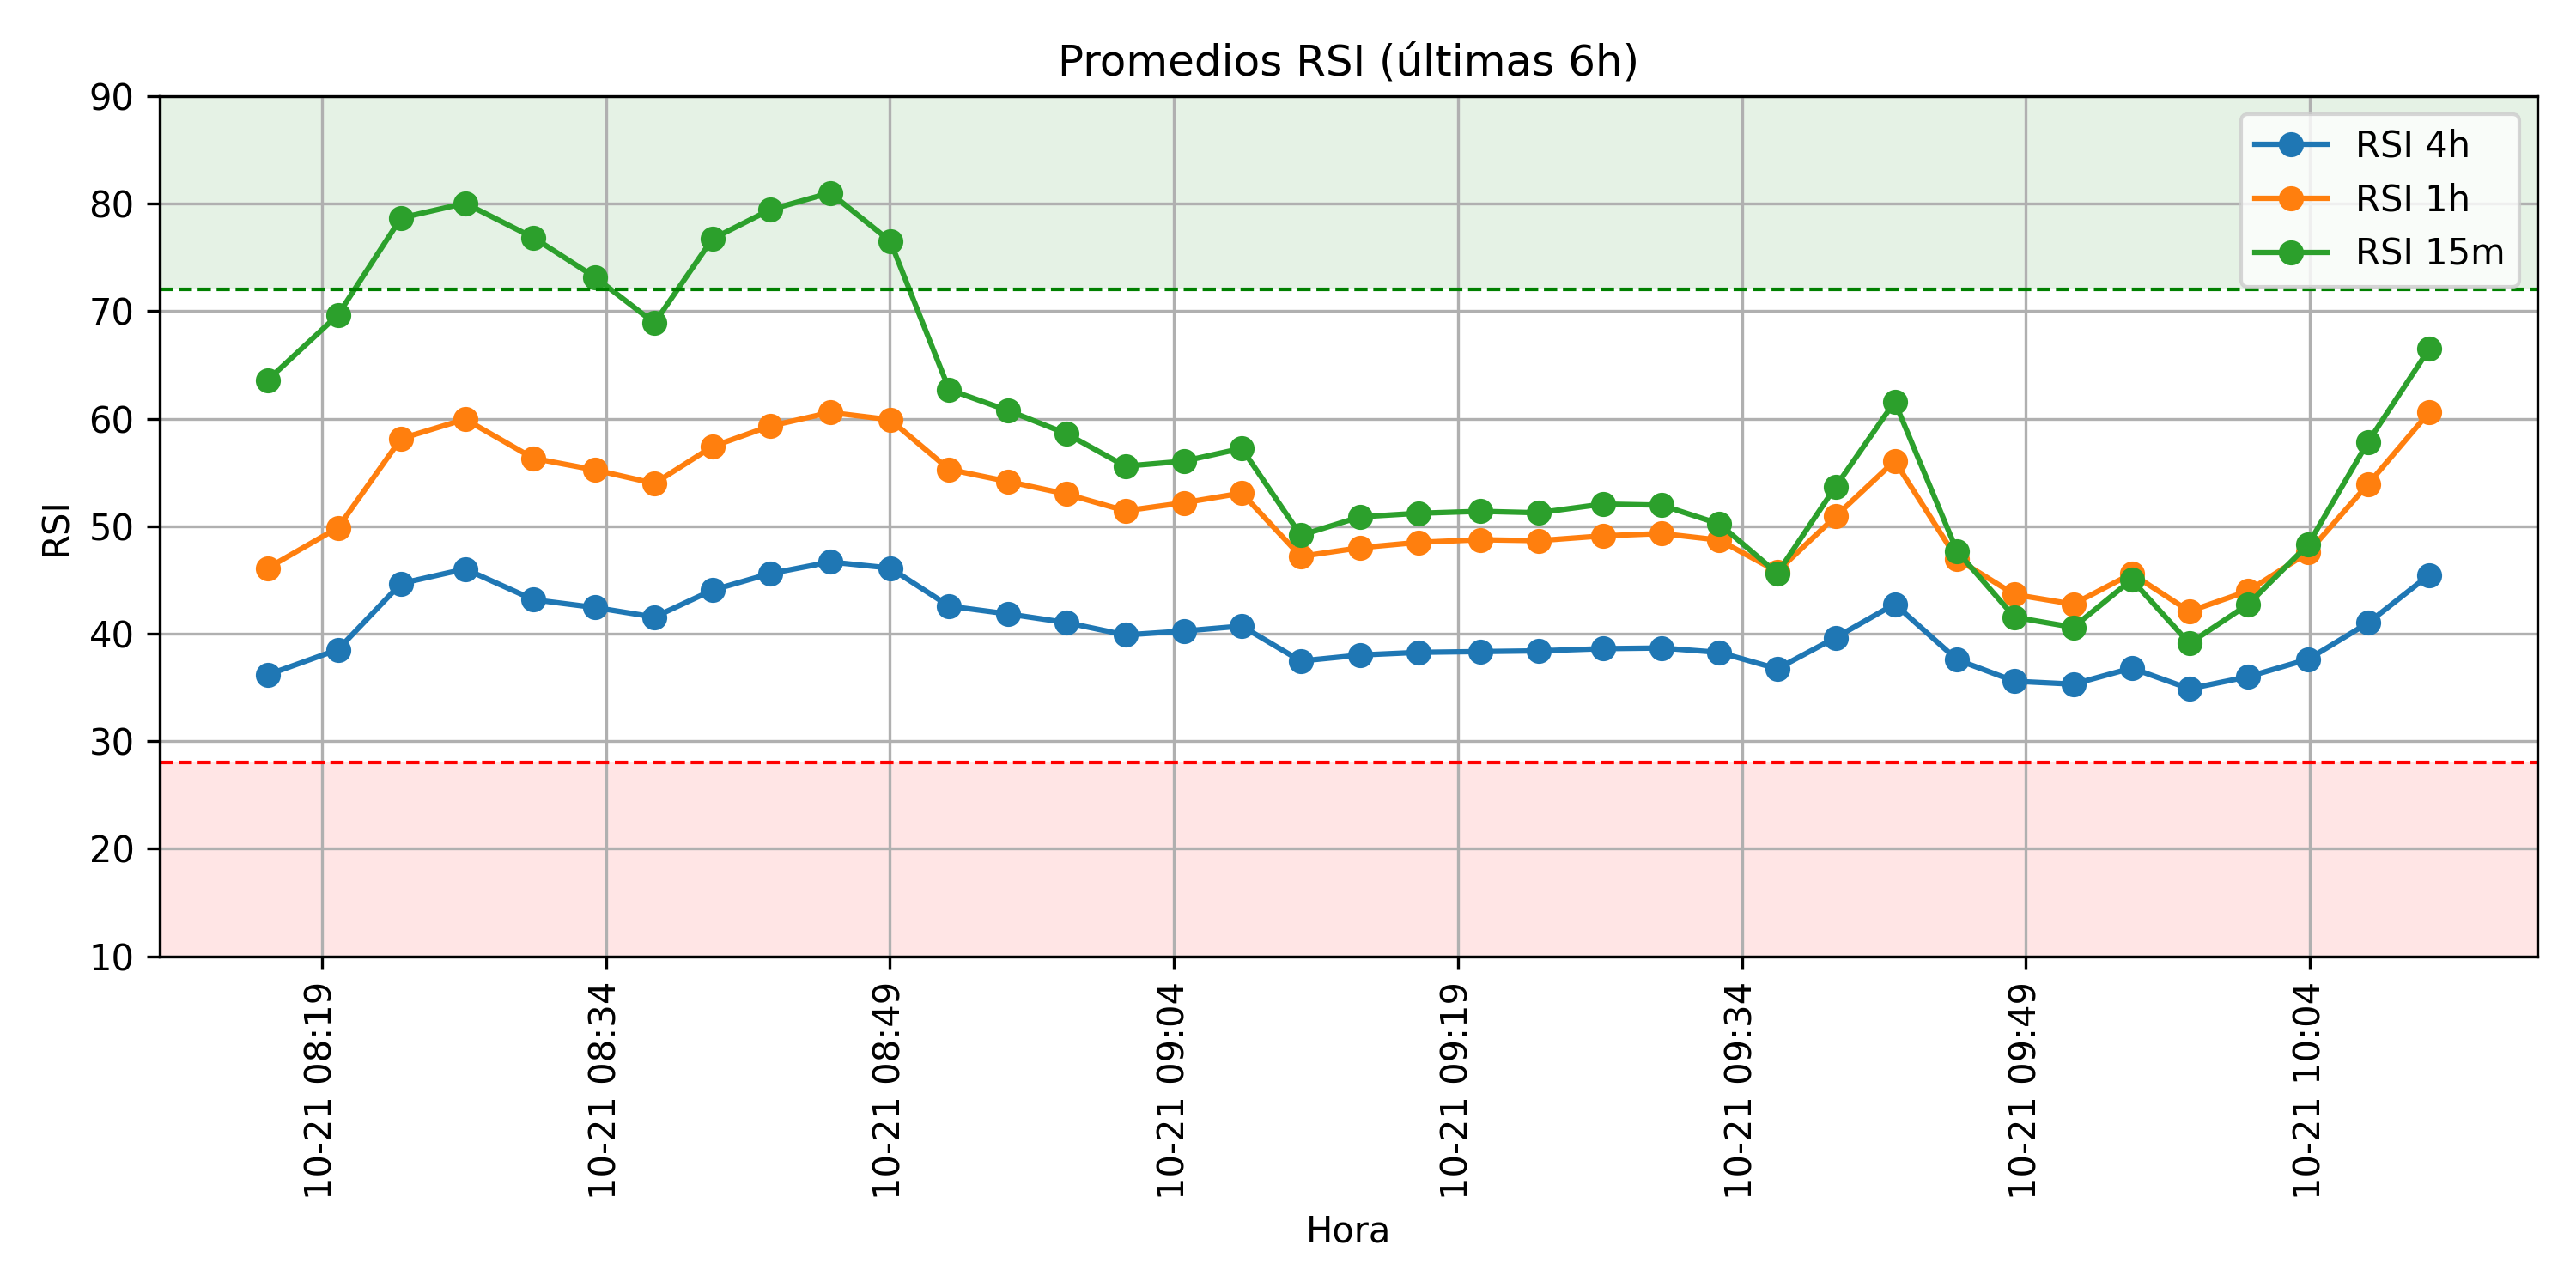 Promedios RSI (últimas 6h)
90
80
70
60
50
40
30
20
10
RSI
RSI 4h
RSI 1h
RSI 15m
10-21 08:19
10-21 08:34
10-21 08:49
10-21 09:04
10-21 09:19
10-21 09:34
10-21 09:49
10-21 10:04
Hora